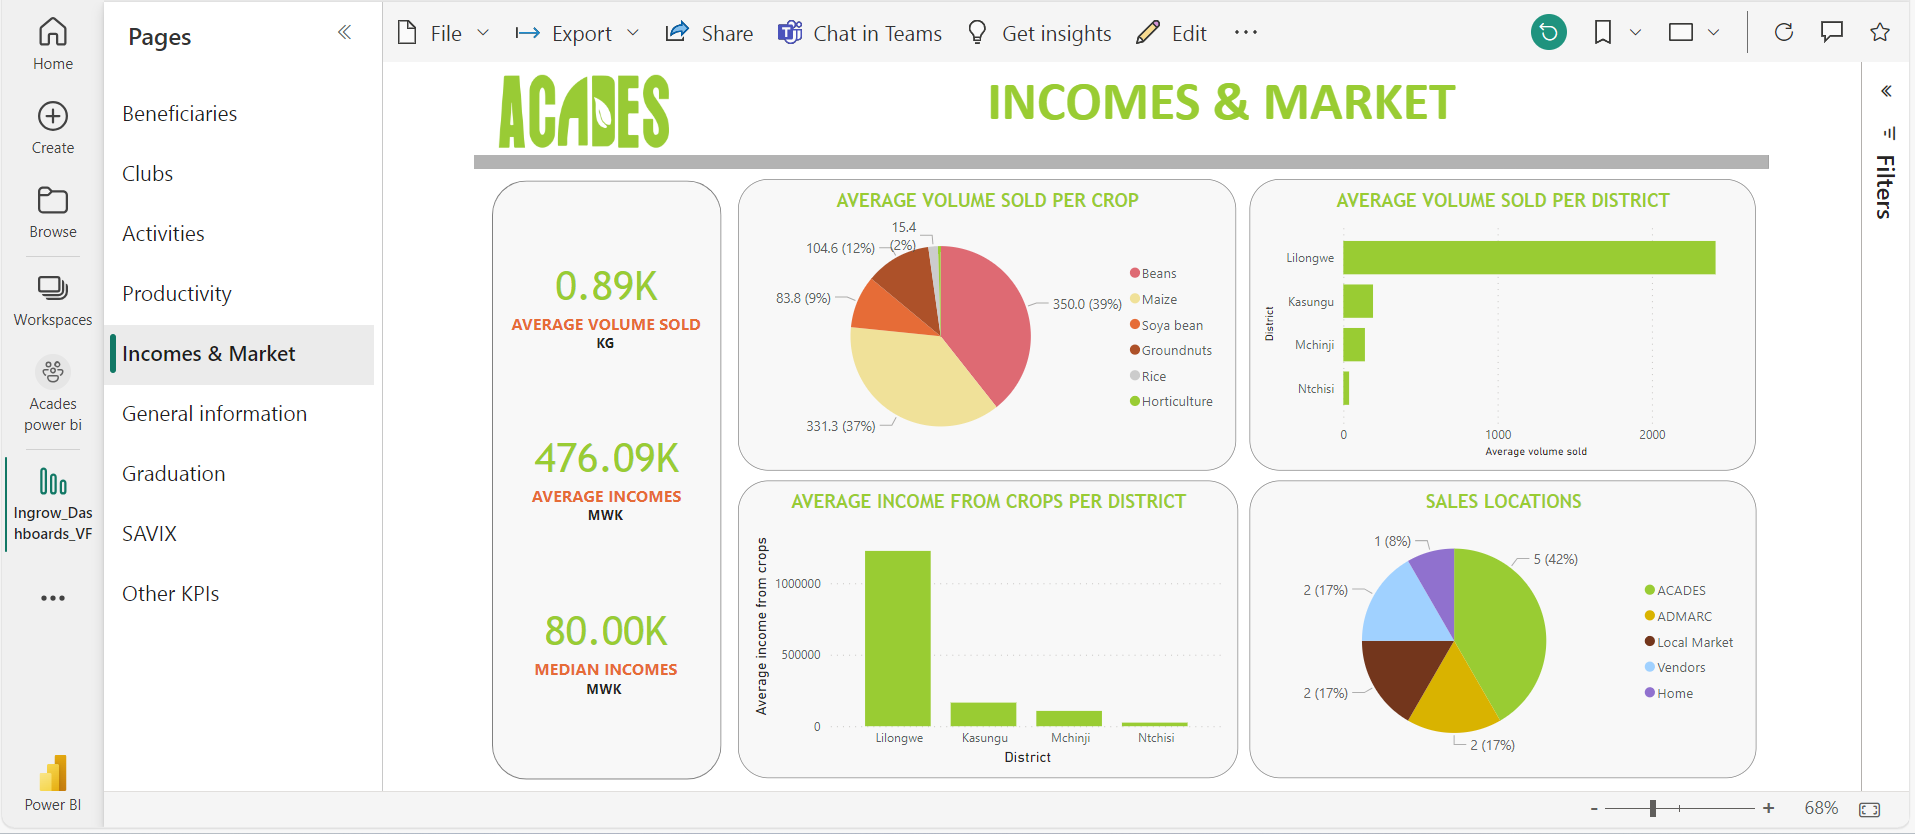 Home
Create
Browse
Workspaces
Acades
power bi
Ingrow_Das
hboards_VF
Power BI
Pages
Beneficiaries
Clubs
Activities
Productivity
Incomes & Market
General information
Graduation
SAVIX
Other KPIs
File
Export
Share
Chat in Teams
Get insights
Edit
ACADES
INCOMES & MARKET
Filters
0.89K
AVERAGE VOLUME SOLD
KG
476.09K
AVERAGE INCOMES
MWK
80.00K
MEDIAN INCOMES
MWK
AVERAGE VOLUME SOLD PER CROP
15.4
(2%)
104.6 (12%)
83.8 (9%)
350.0 (39%)
331.3 (37%)
Beans
Maize
Soya bean
Groundnuts
Rice
Horticulture
AVERAGE VOLUME SOLD PER DISTRICT
District
Lilongwe
Kasungu
Mchinji
Ntchisi
0 1000 2000
Average volume sold
AVERAGE INCOME FROM CROPS PER DISTRICT
Average income from crops
1000000
500000
0
Lilongwe Kasungu Mchinji Ntchisi
District
SALES LOCATIONS
1 (8%)
5 (42%)
2 (17%)
2 (17%)
2 (17%)
ACADES
ADMARC
Local Market
Vendors
Home
68%